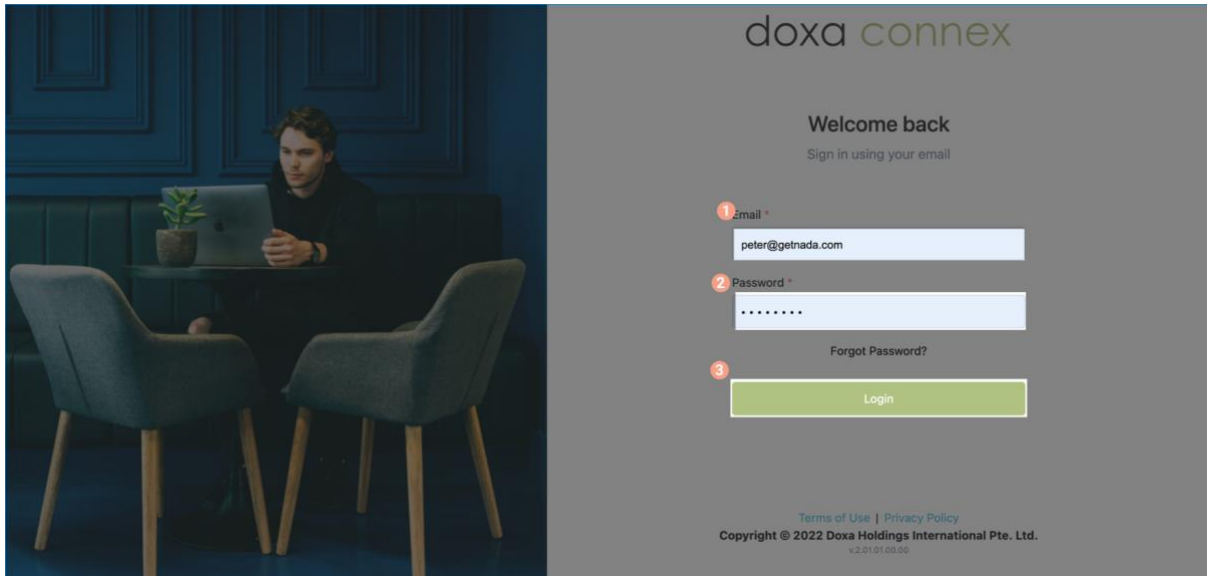 doxa connex
Welcome back
Sign in using your email
1 Email *
peter@getnada.com
2 Password *
••••••••
Forgot Password?
3
Login
Terms of Use | Privacy Policy
Copyright © 2022 Doxa Holdings International Pte. Ltd.
v.2.01.01.00.00